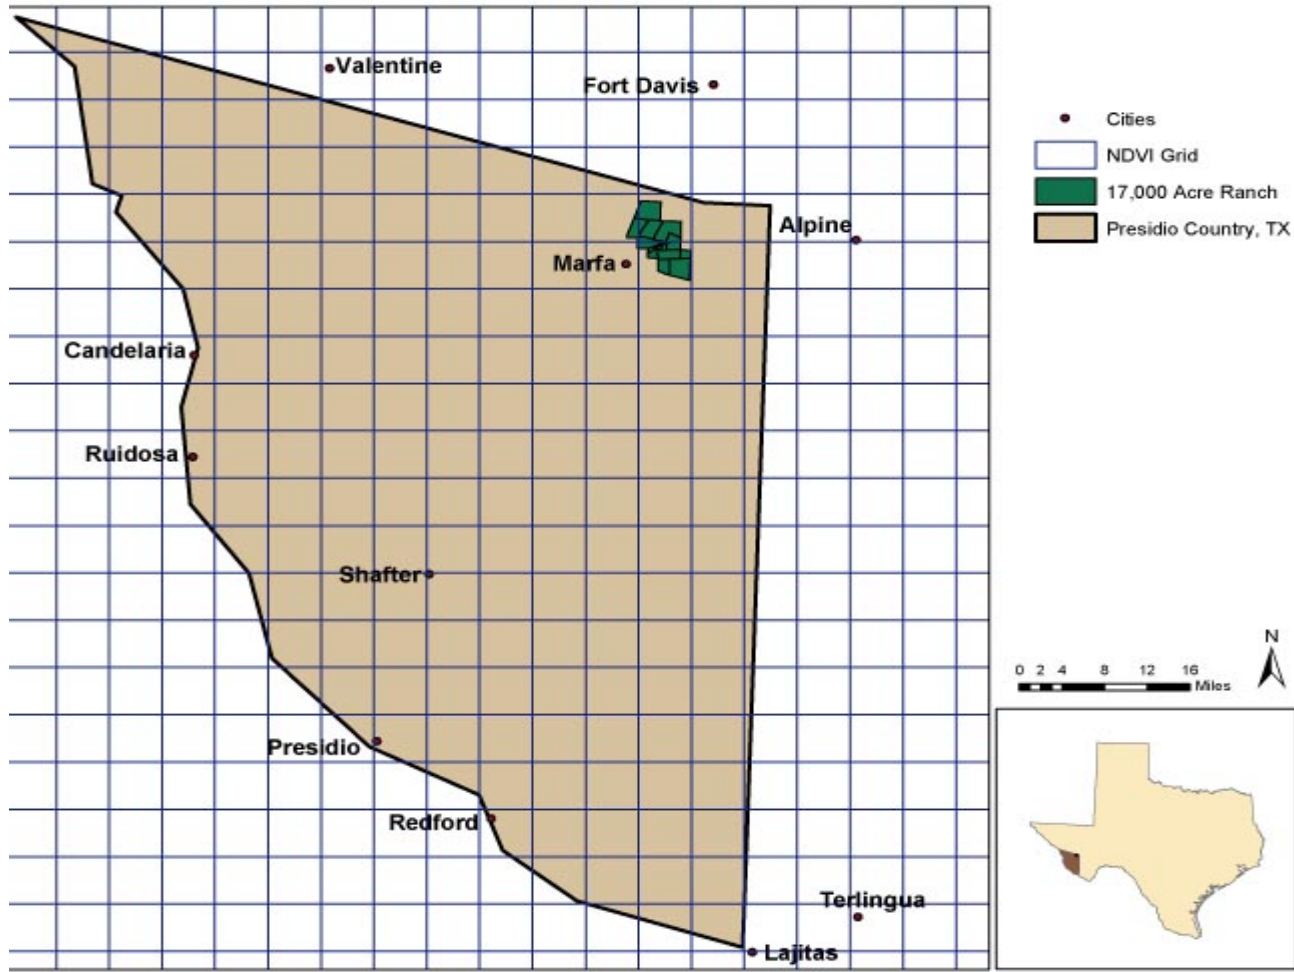 Valentine
Fort Davis
Cities
NDVI Grid
17,000 Acre Ranch
Presidio Country, TX
Alpine
Marfa
Candelaria
Ruidosa
Shafter
N
0 2 4 8 12 16
Miles
Presidio
Redford
Terlingua
Lajitas